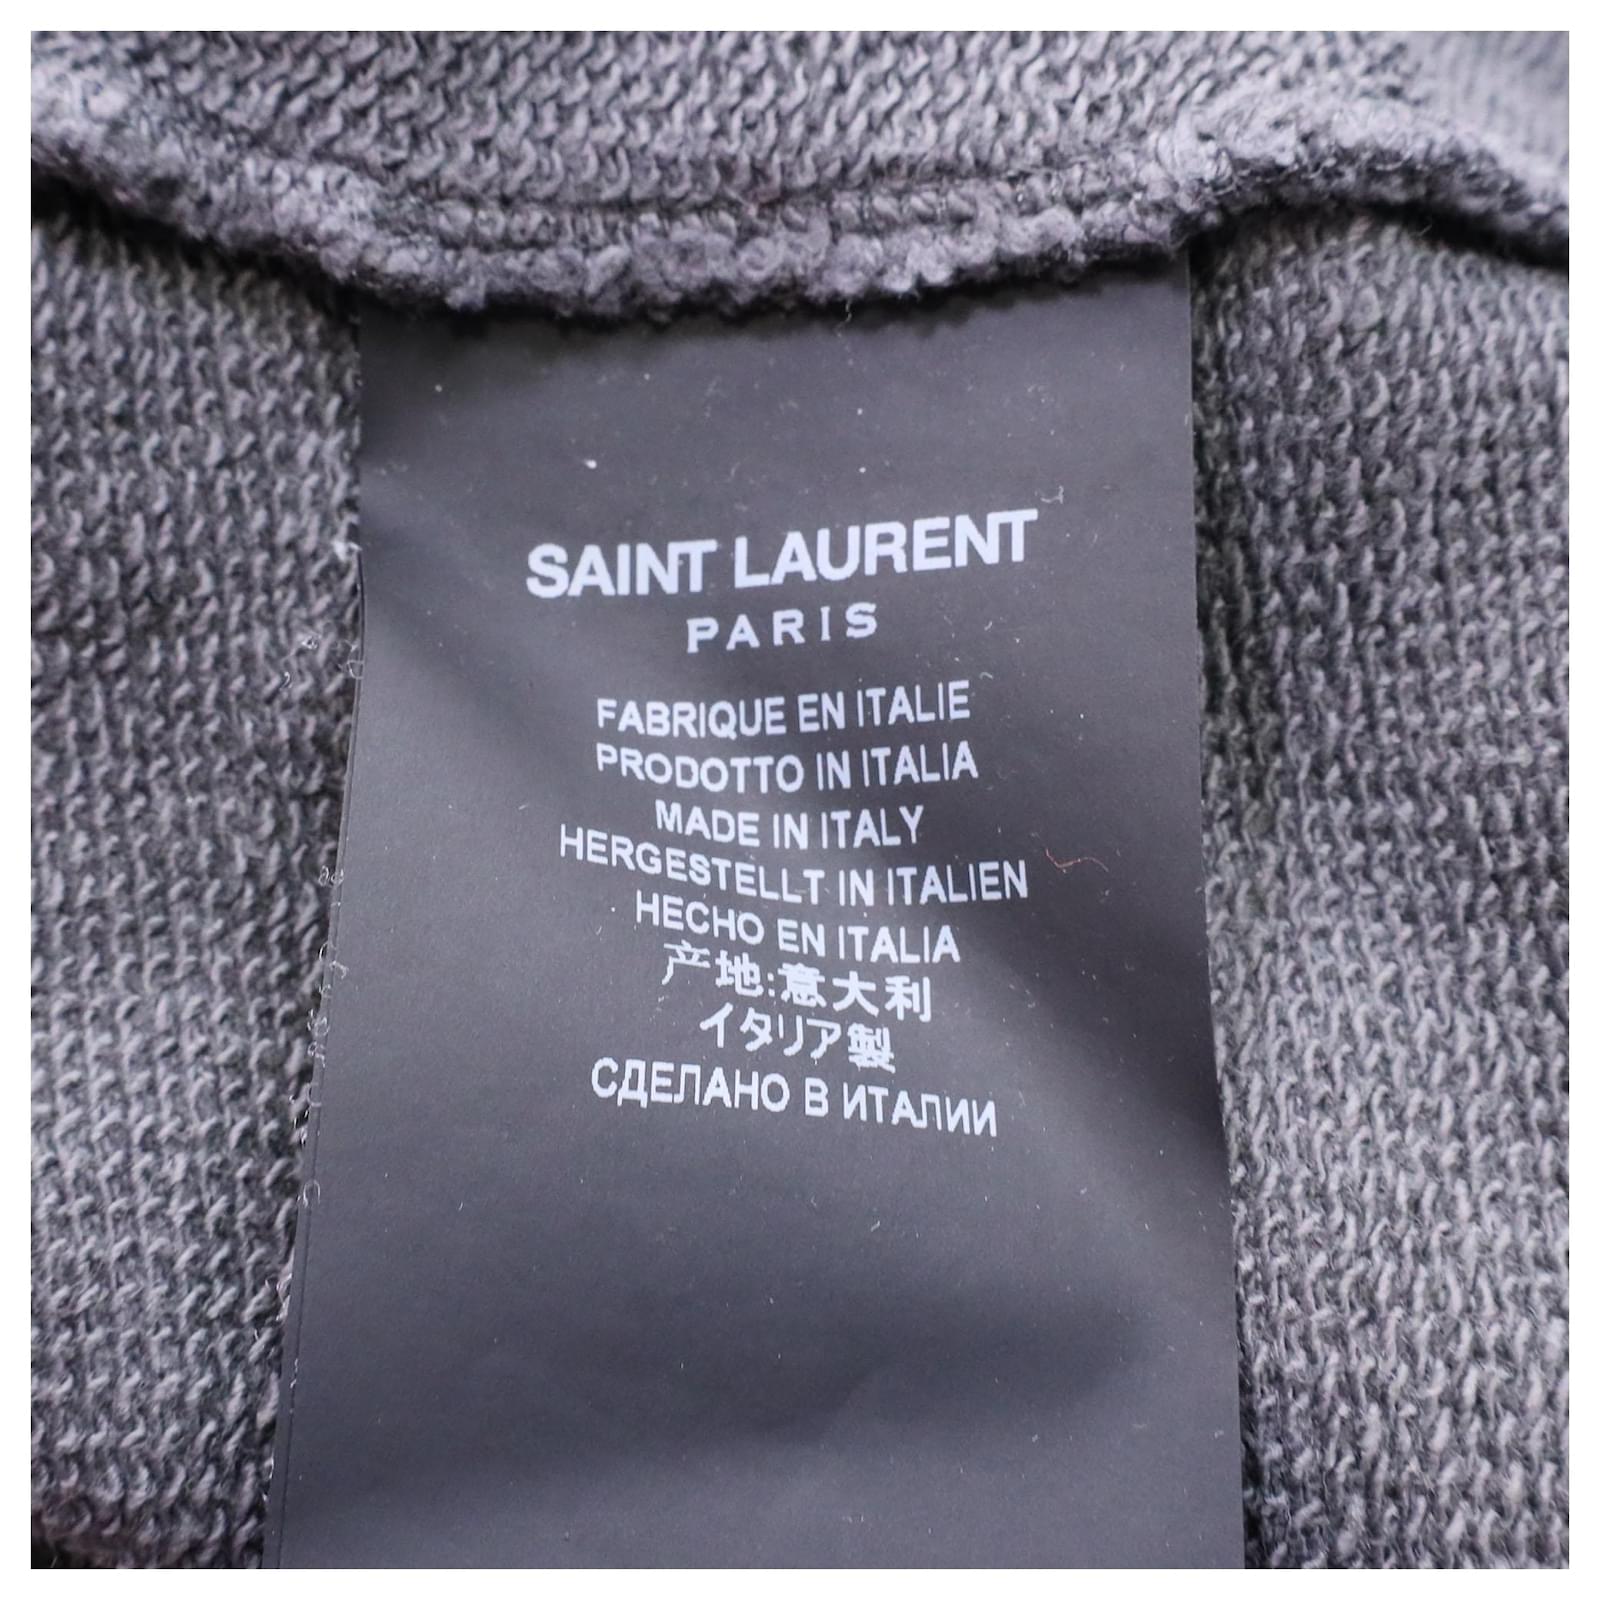 SAINT LAURENT
PARIS
FABRIQUE EN ITALIE
PRODOTTO IN ITALIA
MADE IN ITALY
HERGESTELLT IN ITALIEN
HECHO EN ITALIA
产地:意大利
イタリア製
СДЕЛАНО В ИТАЛИИ